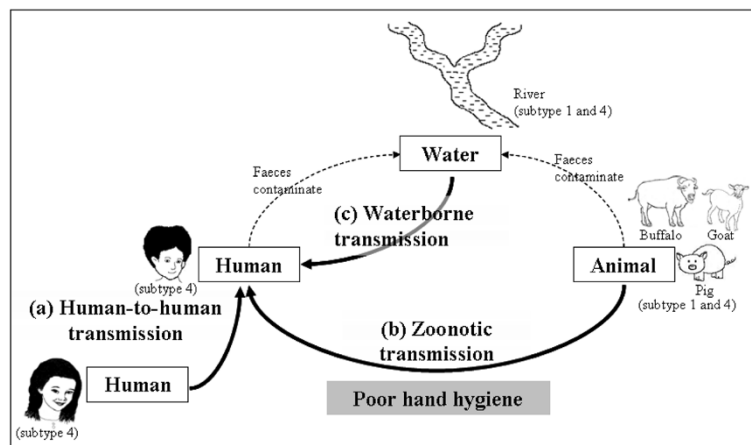 River
(subtype 1 and 4)
Water
Faeces
contaminate
Faeces
contaminate
(c) Waterborne
transmission
Buffalo
Goat
Human
Animal
(subtype 4)
Pig
(subtype 1 and 4)
(a) Human-to-human
transmission
(b) Zoonotic
transmission
Human
Poor hand hygiene
(subtype 4)